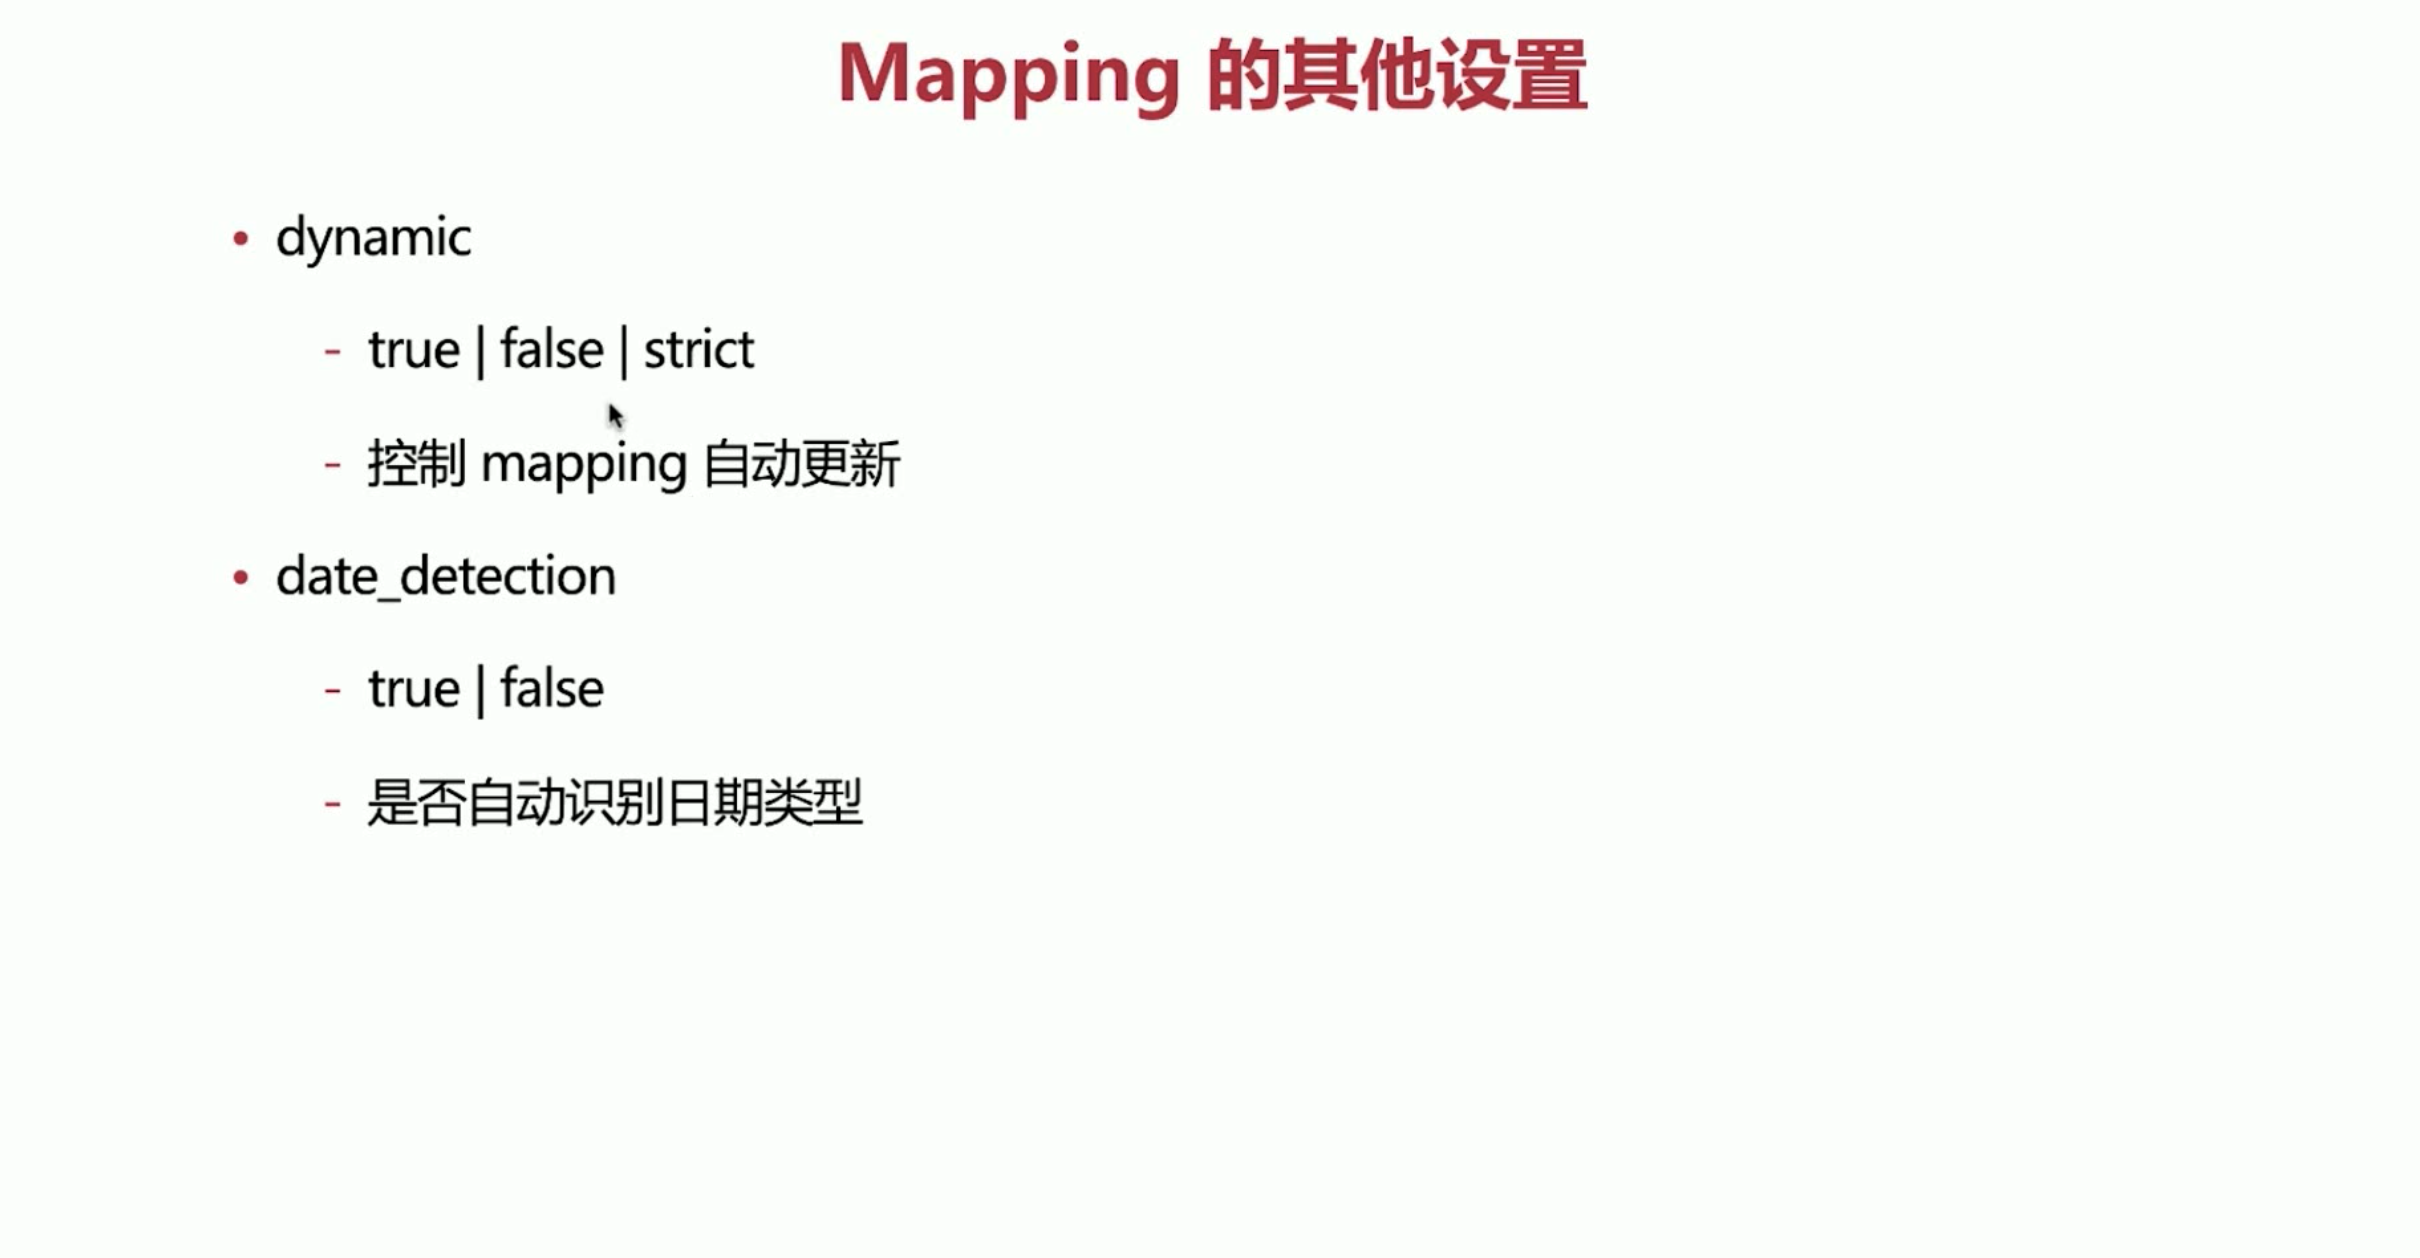 Mapping 的其他设置
• dynamic
- true | false | strict
- 控制 mapping 自动更新
• date_detection
- true | false
- 是否自动识别日期类型